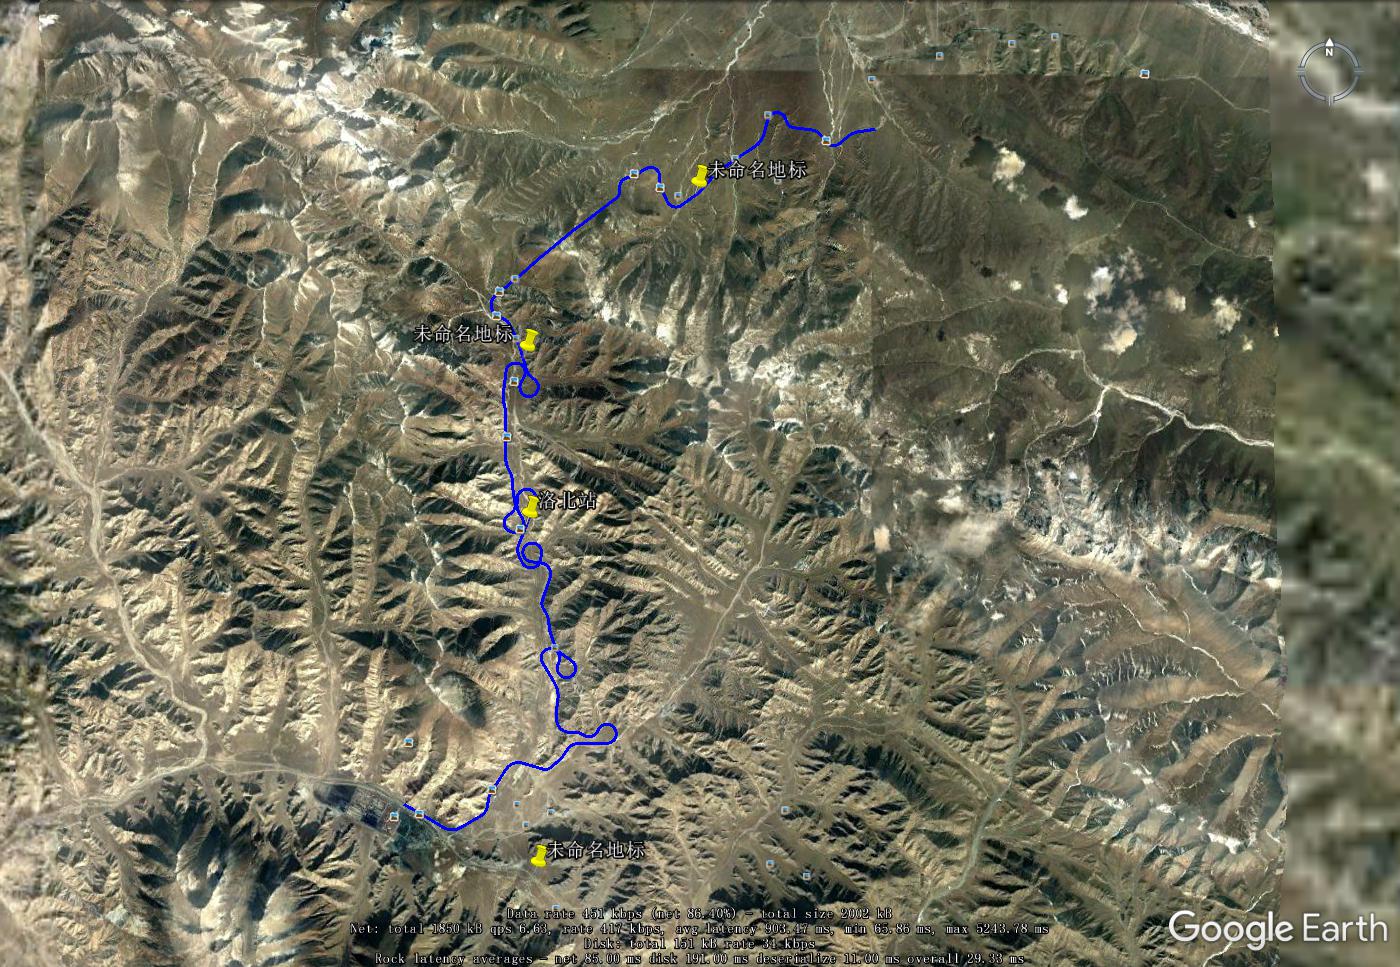 N
未命名地标
未命名地标
洛北站
未命名地标
Data rate 451 kbps (net 86.40%) - total size 2002 kB
Net: total 1850 kB qps 6.63, rate 417 kbps, avg latency 903.47 ms, min 65.86 ms, max 5243.78 ms
Disk: total 151 kB rate 34 kbps
Rock latency averages - net 85.00 ms disk 191.00 ms deserialize 11.00 ms overall 29.33 ms
Google Earth